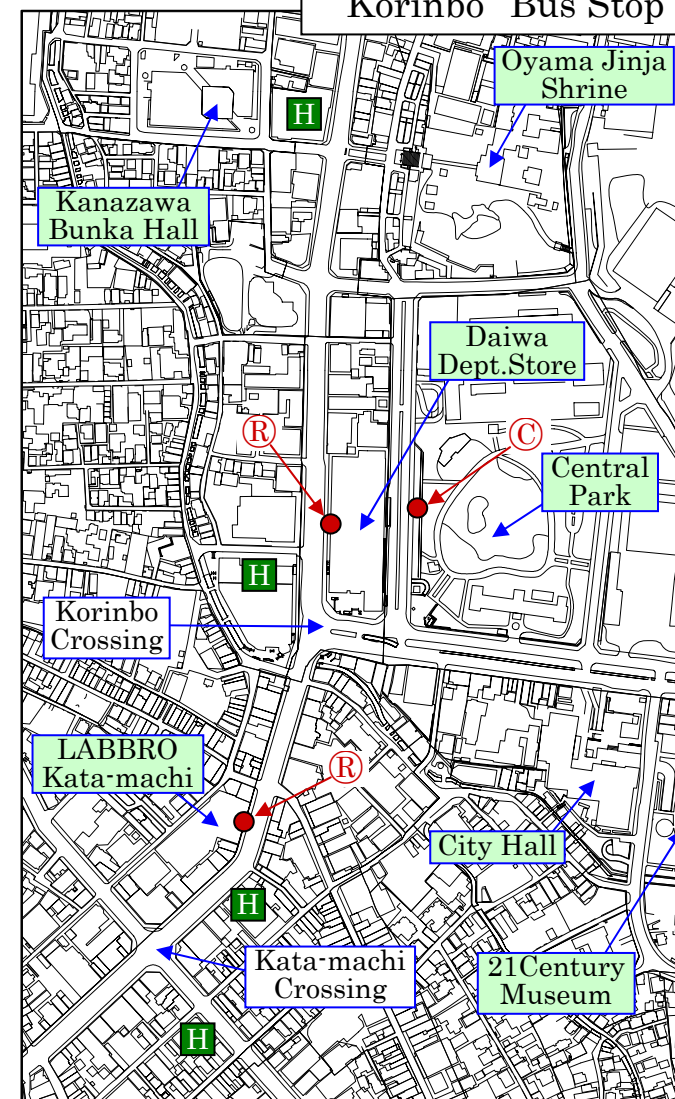 Korinbo Bus Stop
Oyama Jinja
Shrine
H
Kanazawa
Bunka Hall
Daiwa
Dept.Store
R
C
Central
Park
H
Korinbo
Crossing
LABBRO
Kata-machi
R
City Hall
H
Kata-machi
Crossing
21Century
Museum
H